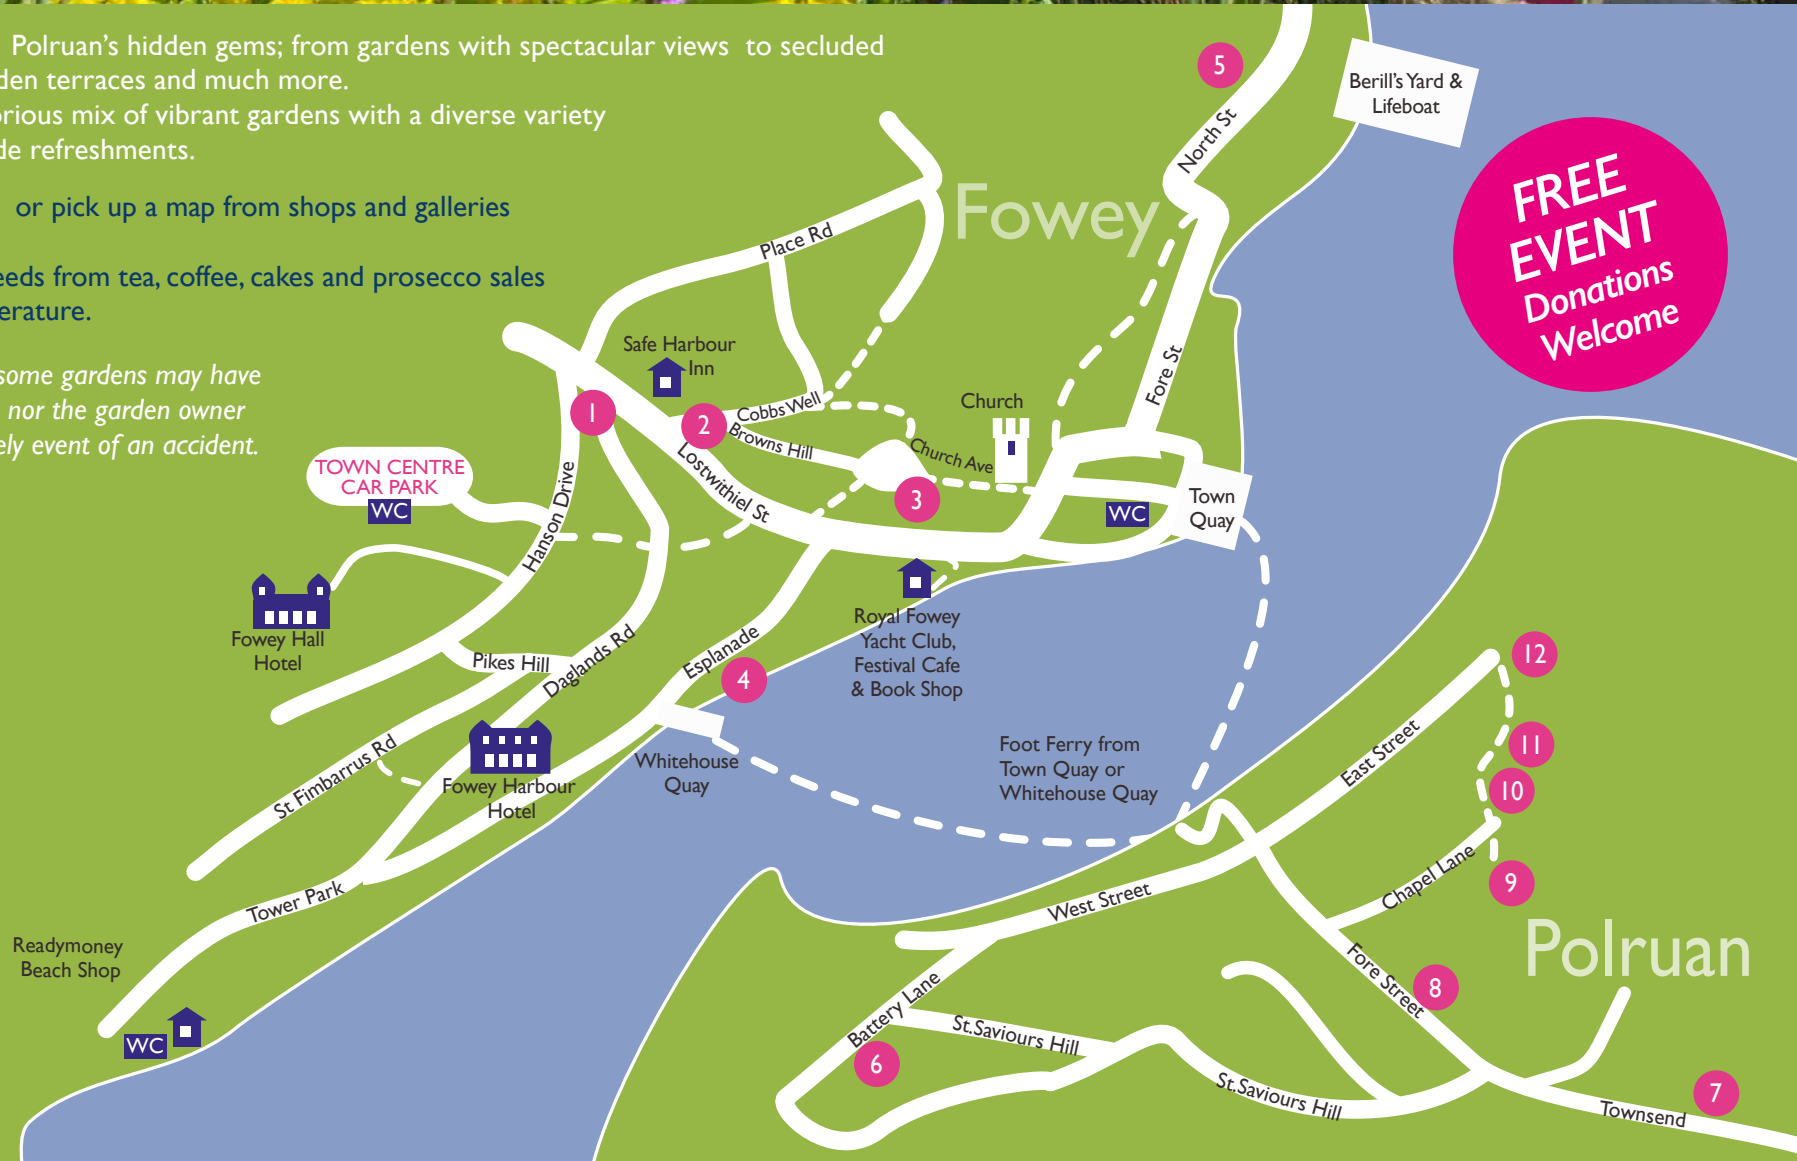 Polruan's hidden gems; from gardens with spectacular views to secluded
den terraces and much more.
orious mix of vibrant gardens with a diverse variety
de refreshments.
or pick up a map from shops and galleries
eeds from tea, coffee, cakes and prosecco sales
erature.
some gardens may have
nor the garden owner
ely event of an accident.
FREE
EVENT
Donations
Welcome
Berill's Yard &
Lifeboat
5
North St
Fowey
Place Rd
Fore St
Safe Harbour
Inn
Church
1
2
Cobbs Well
Browns Hill
Church Ave
3
Lostwithiel St
TOWN CENTRE
CAR PARK
WC
Hanson Drive
WC
Town
Quay
Fowey Hall
Hotel
Royal Fowey
Yacht Club,
Festival Cafe
& Book Shop
Pikes Hill
Daglands Rd
Esplanade
4
St Fimbarrus Rd
Fowey Harbour
Hotel
Whitehouse
Quay
Foot Ferry from
Town Quay or
Whitehouse Quay
Tower Park
Readymoney
Beach Shop
WC
12
11
10
9
East Street
Chapel Lane
West Street
Polruan
Fore Street
8
Battery Lane
St.Saviours Hill
6
St.Saviours Hill
7
Townsend